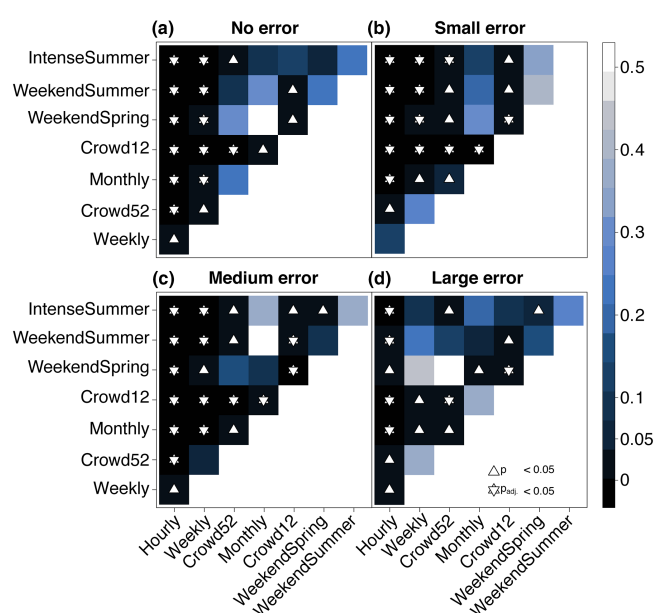 (a) No error
(b) Small error
IntenseSummer
WeekendSummer
WeekendSpring
Crowd12
Monthly
Crowd52
Weekly
0.5
0.4
0.3
0.2
0.1
0.05
0
(c) Medium error
(d) Large error
IntenseSummer
WeekendSummer
WeekendSpring
Crowd12
Monthly
Crowd52
Weekly
p < 0.05
padj. < 0.05
Hourly
Weekly
Crowd52
Monthly
Crowd12
WeekendSpring
WeekendSummer
Hourly
Weekly
Crowd52
Monthly
Crowd12
WeekendSpring
WeekendSummer